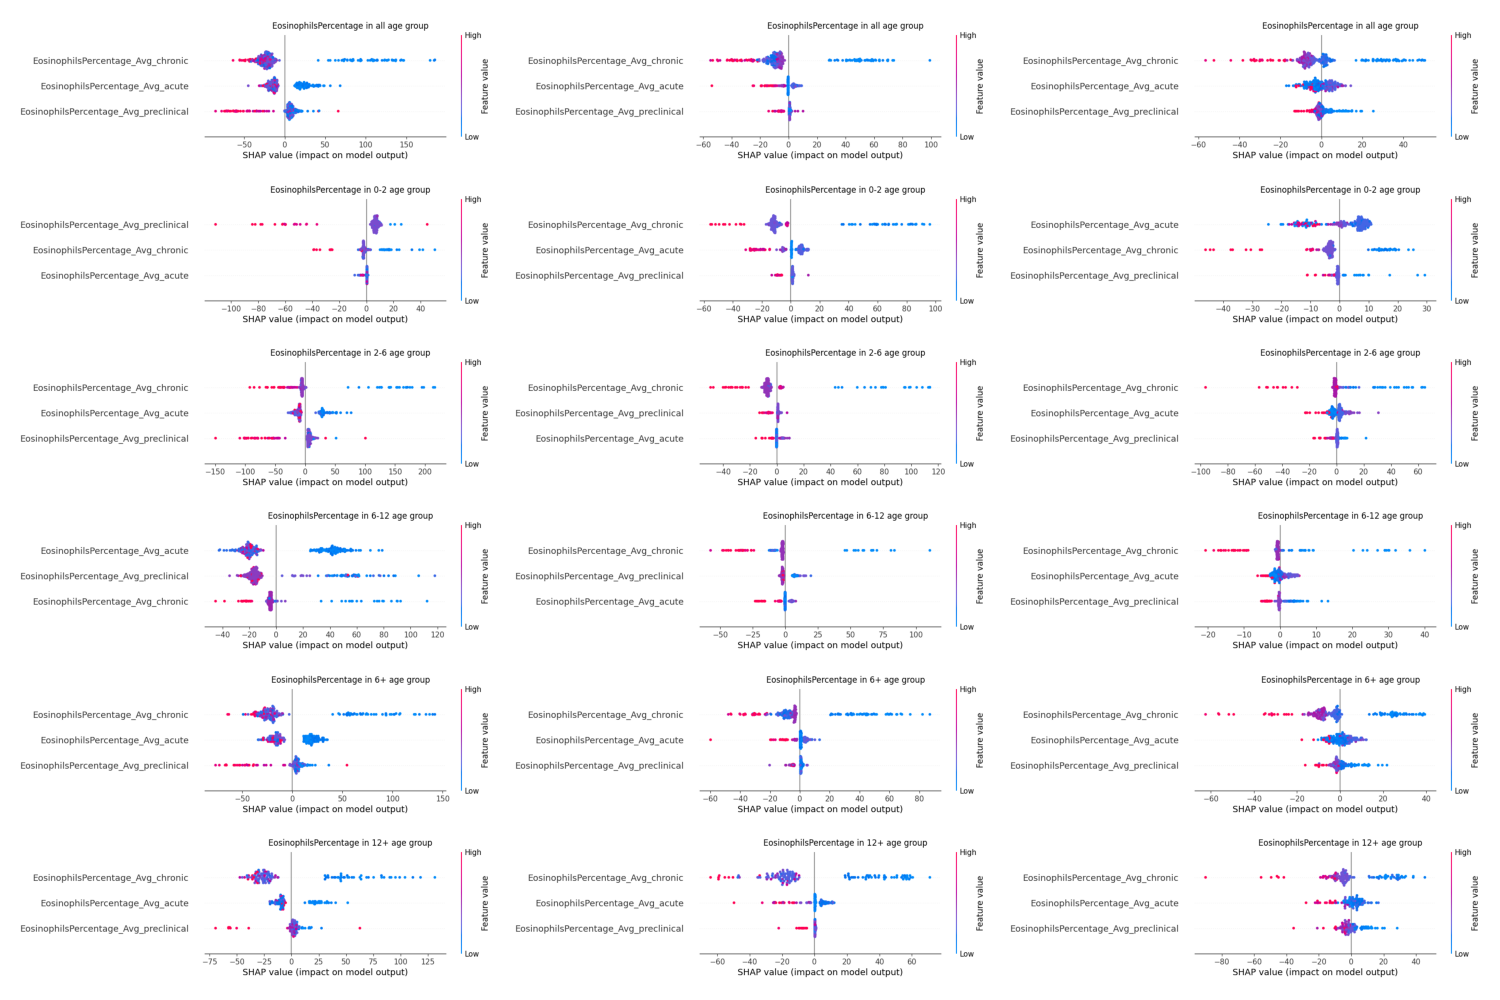 EosinophilsPercentage in all age group
High
EosinophilsPercentage_Avg_chronic
EosinophilsPercentage_Avg_acute
EosinophilsPercentage_Avg_preclinical
Feature value
Low
−50 0 50 100 150
SHAP value (impact on model output)
EosinophilsPercentage in all age group
High
EosinophilsPercentage_Avg_chronic
EosinophilsPercentage_Avg_acute
EosinophilsPercentage_Avg_preclinical
Feature value
Low
−60 −40 −20 0 20 40 60 80 100
SHAP value (impact on model output)
EosinophilsPercentage in all age group
High
EosinophilsPercentage_Avg_chronic
EosinophilsPercentage_Avg_acute
EosinophilsPercentage_Avg_preclinical
Feature value
Low
−60 −40 −20 0 20 40
SHAP value (impact on model output)
EosinophilsPercentage in 0-2 age group
High
EosinophilsPercentage_Avg_preclinical
EosinophilsPercentage_Avg_chronic
EosinophilsPercentage_Avg_acute
Feature value
Low
−100 −80 −60 −40 −20 0 20 40
SHAP value (impact on model output)
EosinophilsPercentage in 0-2 age group
High
EosinophilsPercentage_Avg_chronic
EosinophilsPercentage_Avg_acute
EosinophilsPercentage_Avg_preclinical
Feature value
Low
−60 −40 −20 0 20 40 60 80 100
SHAP value (impact on model output)
EosinophilsPercentage in 0-2 age group
High
EosinophilsPercentage_Avg_acute
EosinophilsPercentage_Avg_chronic
EosinophilsPercentage_Avg_preclinical
Feature value
Low
−50 −40 −30 −20 −10 0 10 20 30
SHAP value (impact on model output)
EosinophilsPercentage in 2-6 age group
High
EosinophilsPercentage_Avg_chronic
EosinophilsPercentage_Avg_acute
EosinophilsPercentage_Avg_preclinical
Feature value
Low
−150 −100 −50 0 50 100 150 200
SHAP value (impact on model output)
EosinophilsPercentage in 2-6 age group
High
EosinophilsPercentage_Avg_chronic
EosinophilsPercentage_Avg_preclinical
EosinophilsPercentage_Avg_acute
Feature value
Low
−40 −20 0 20 40 60 80 100 120
SHAP value (impact on model output)
EosinophilsPercentage in 2-6 age group
High
EosinophilsPercentage_Avg_chronic
EosinophilsPercentage_Avg_acute
EosinophilsPercentage_Avg_preclinical
Feature value
Low
−100 −80 −60 −40 −20 0 20 40 60
SHAP value (impact on model output)
EosinophilsPercentage in 6-12 age group
High
EosinophilsPercentage_Avg_acute
EosinophilsPercentage_Avg_preclinical
EosinophilsPercentage_Avg_chronic
Feature value
Low
−40 −20 0 20 40 60 80 100 120
SHAP value (impact on model output)
EosinophilsPercentage in 6-12 age group
High
EosinophilsPercentage_Avg_chronic
EosinophilsPercentage_Avg_preclinical
EosinophilsPercentage_Avg_acute
Feature value
Low
−50 −25 0 25 50 75 100
SHAP value (impact on model output)
EosinophilsPercentage in 6-12 age group
High
EosinophilsPercentage_Avg_chronic
EosinophilsPercentage_Avg_acute
EosinophilsPercentage_Avg_preclinical
Feature value
Low
−20 −10 0 10 20 30 40
SHAP value (impact on model output)
EosinophilsPercentage in 6+ age group
High
EosinophilsPercentage_Avg_chronic
EosinophilsPercentage_Avg_acute
EosinophilsPercentage_Avg_preclinical
Feature value
Low
−50 0 50 100 150
SHAP value (impact on model output)
EosinophilsPercentage in 6+ age group
High
EosinophilsPercentage_Avg_chronic
EosinophilsPercentage_Avg_acute
EosinophilsPercentage_Avg_preclinical
Feature value
Low
−60 −40 −20 0 20 40 60 80
SHAP value (impact on model output)
EosinophilsPercentage in 6+ age group
High
EosinophilsPercentage_Avg_chronic
EosinophilsPercentage_Avg_acute
EosinophilsPercentage_Avg_preclinical
Feature value
Low
−60 −40 −20 0 20 40
SHAP value (impact on model output)
EosinophilsPercentage in 12+ age group
High
EosinophilsPercentage_Avg_chronic
EosinophilsPercentage_Avg_acute
EosinophilsPercentage_Avg_preclinical
Feature value
Low
−75 −50 −25 0 25 50 75 100 125
SHAP value (impact on model output)
EosinophilsPercentage in 12+ age group
High
EosinophilsPercentage_Avg_chronic
EosinophilsPercentage_Avg_acute
EosinophilsPercentage_Avg_preclinical
Feature value
Low
−60 −40 −20 0 20 40 60
SHAP value (impact on model output)
EosinophilsPercentage in 12+ age group
High
EosinophilsPercentage_Avg_chronic
EosinophilsPercentage_Avg_acute
EosinophilsPercentage_Avg_preclinical
Feature value
Low
−80 −60 −40 −20 0 20 40
SHAP value (impact on model output)